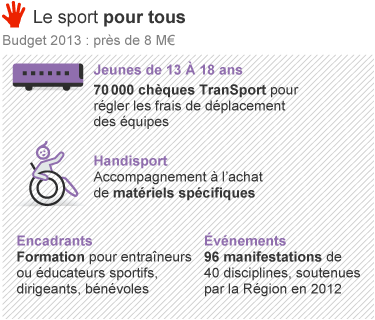 Le sport pour tous
Budget 2013 : près de 8 M€
Jeunes de 13 À 18 ans
70 000 chèques TranSport pour
régler les frais de déplacement
des équipes
Handisport
Accompagnement à l'achat
de matériels spécifiques
Encadrants
Formation pour entraîneurs
ou éducateurs sportifs,
dirigeants, bénévoles
Événements
96 manifestations de
40 disciplines, soutenues
par la Région en 2012